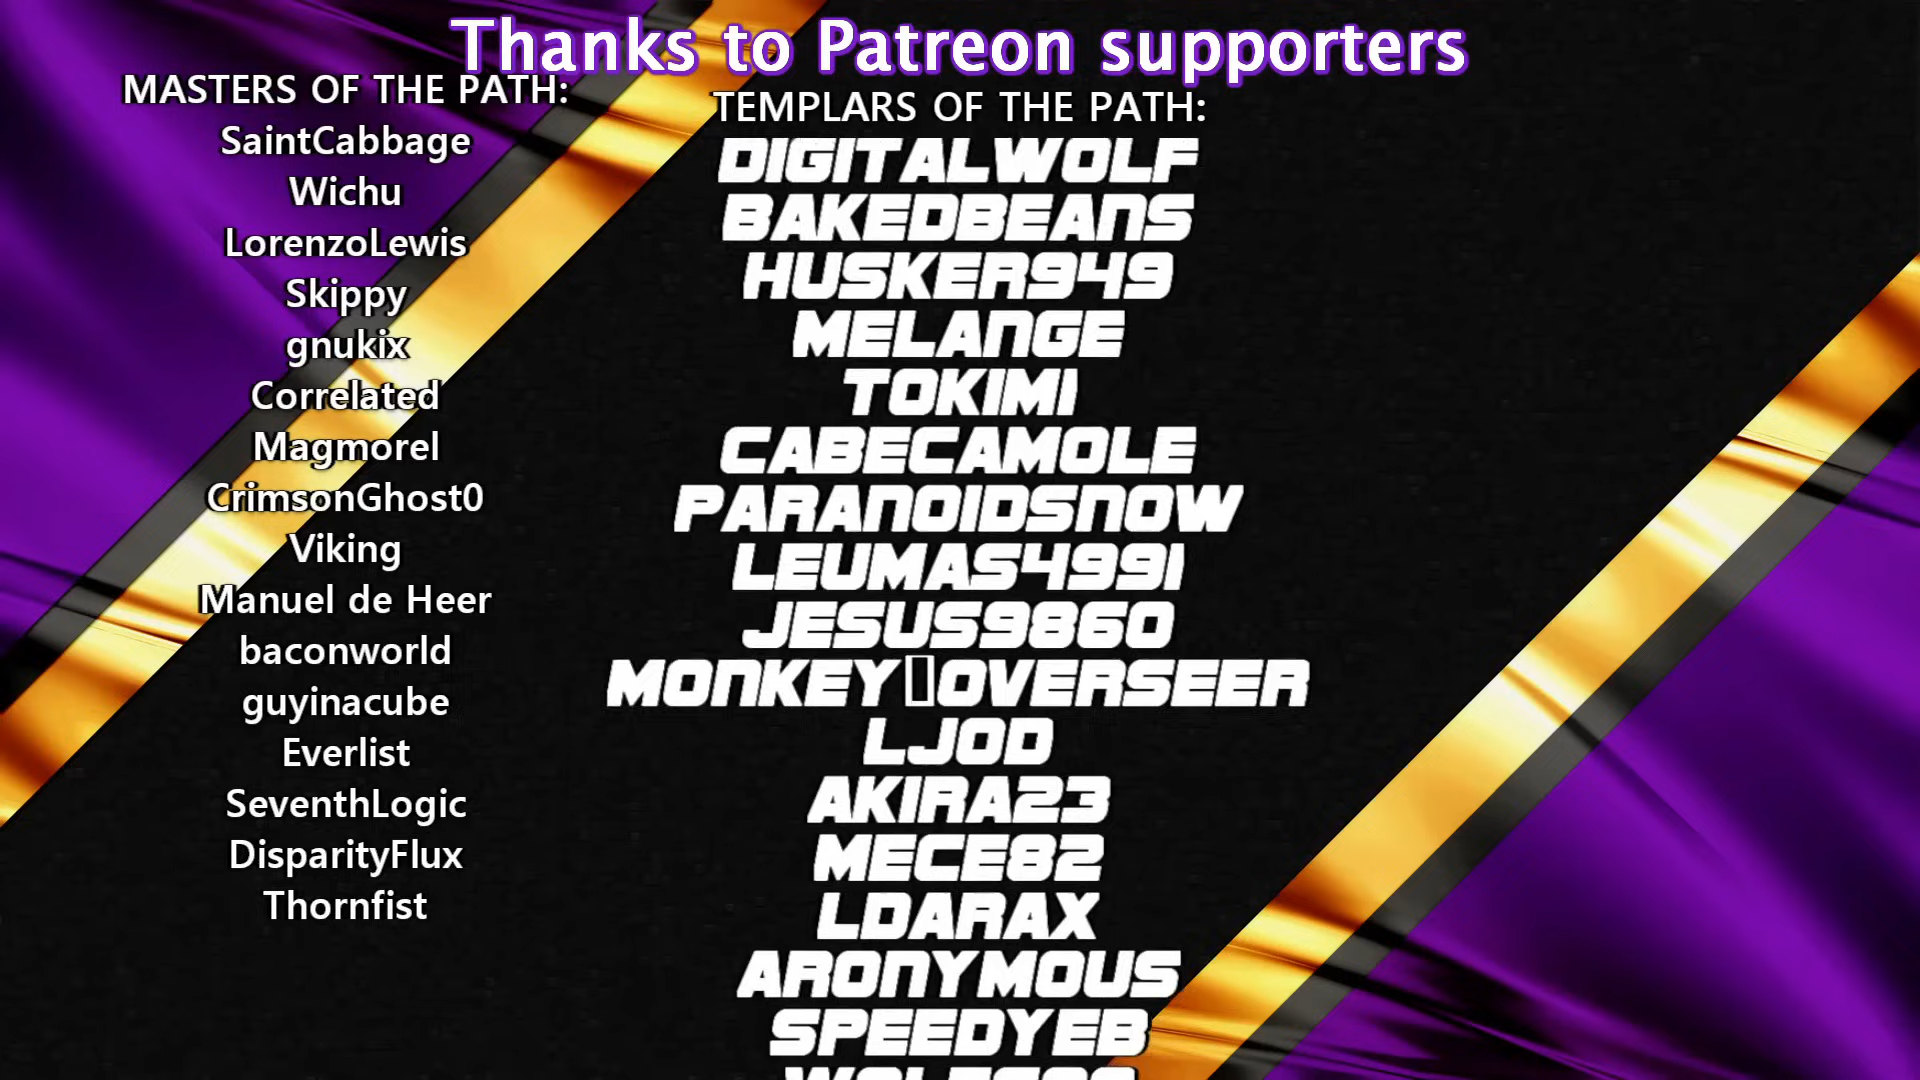 Thanks to Patreon supporters
MASTERS OF THE PATH:
SaintCabbage
Wichu
LorenzoLewis
Skippy
gnukix
Correlated
Magmorel
CrimsonGhost0
Viking
Manuel de Heer
baconworld
guyinacube
Everlist
SeventhLogic
DisparityFlux
Thornfist
TEMPLARS OF THE PATH:
DIGITALWOLF
BAKEDBEANS
HUSKER949
MELANGE
TOKIMI
CABECAMOLE
PARANOIDSNOW
LEUMAS4991
JESUS9860
MONKEY▯OVERSEER
LJOD
AKIRA23
MECE82
LDARAX
ARONYMOUS
SPEEDYEB